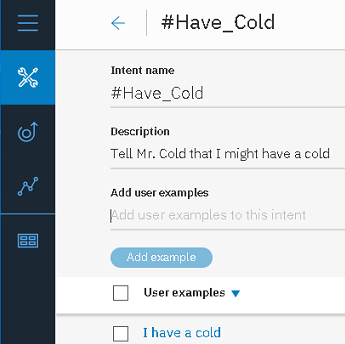 #Have_Cold
Intent name
#Have_Cold
Description
Tell Mr. Cold that I might have a cold
Add user examples
Add user examples to this intent
Add example
User examples
I have a cold